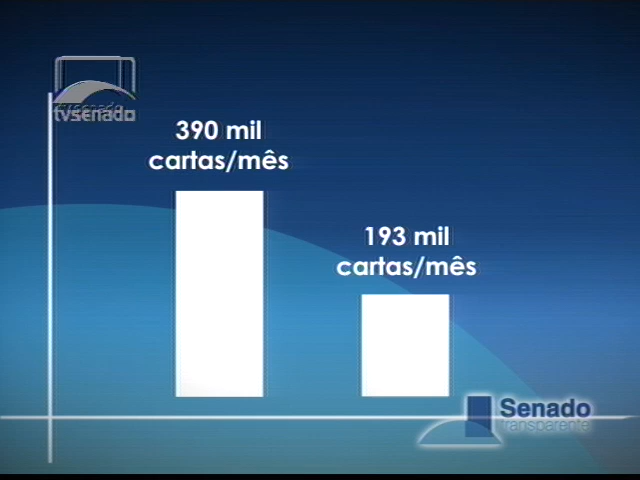 tvsenado
390 mil
cartas/mês
193 mil
cartas/mês
Senado
transparente